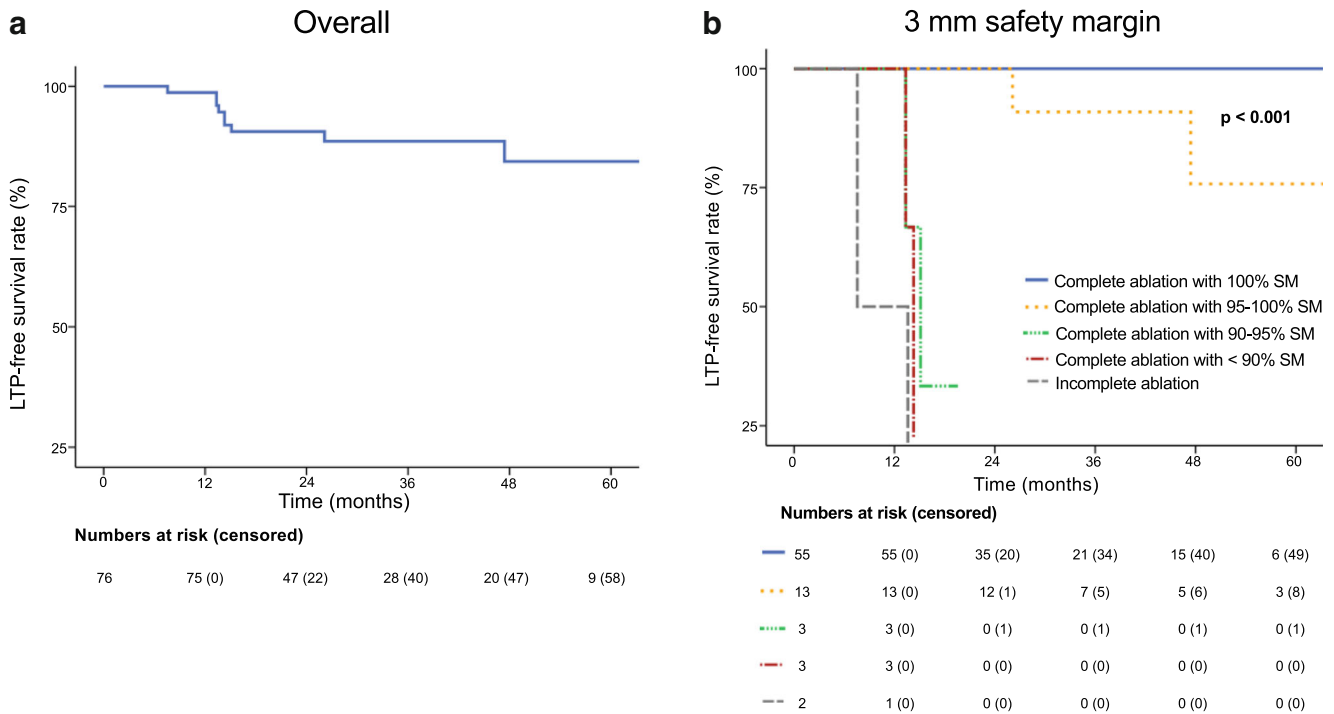 a
Overall
LTP-free survival rate (%)
100
75
50
25
0 12 24 36 48 60
Time (months)
Numbers at risk (censored)
76 75 (0) 47 (22) 28 (40) 20 (47) 9 (58)
b
3 mm safety margin
LTP-free survival rate (%)
100
75
50
25
p < 0.001
Complete ablation with 100% SM
Complete ablation with 95-100% SM
Complete ablation with 90-95% SM
Complete ablation with < 90% SM
Incomplete ablation
0 12 24 36 48 60
Time (months)
Numbers at risk (censored)
55 55 (0) 35 (20) 21 (34) 15 (40) 6 (49)
13 13 (0) 12 (1) 7 (5) 5 (6) 3 (8)
3 3 (0) 0 (1) 0 (1) 0 (1) 0 (1)
3 3 (0) 0 (0) 0 (0) 0 (0) 0 (0)
2 1 (0) 0 (0) 0 (0) 0 (0) 0 (0)